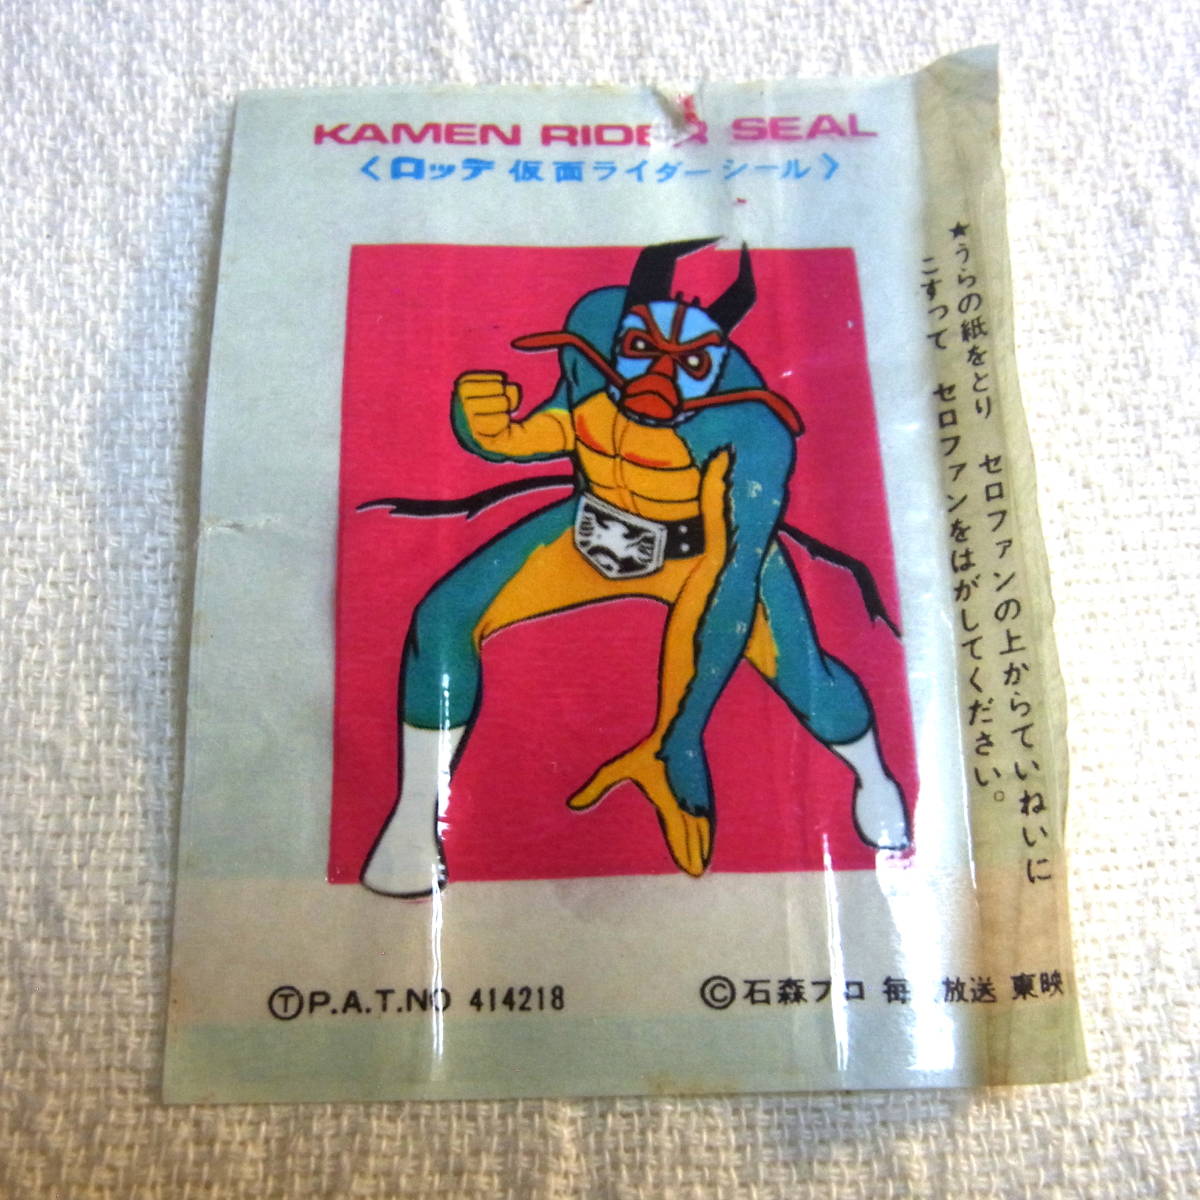 KAMEN RIDER SEAL
〈ロッテ 仮面ライダーシール〉
★うらの紙をとり セロファンの上からていねいに
こすって セロファンをはがしてください。
ⓉP.A.T.NO 414218
©石森プロ 毎 放送 東映